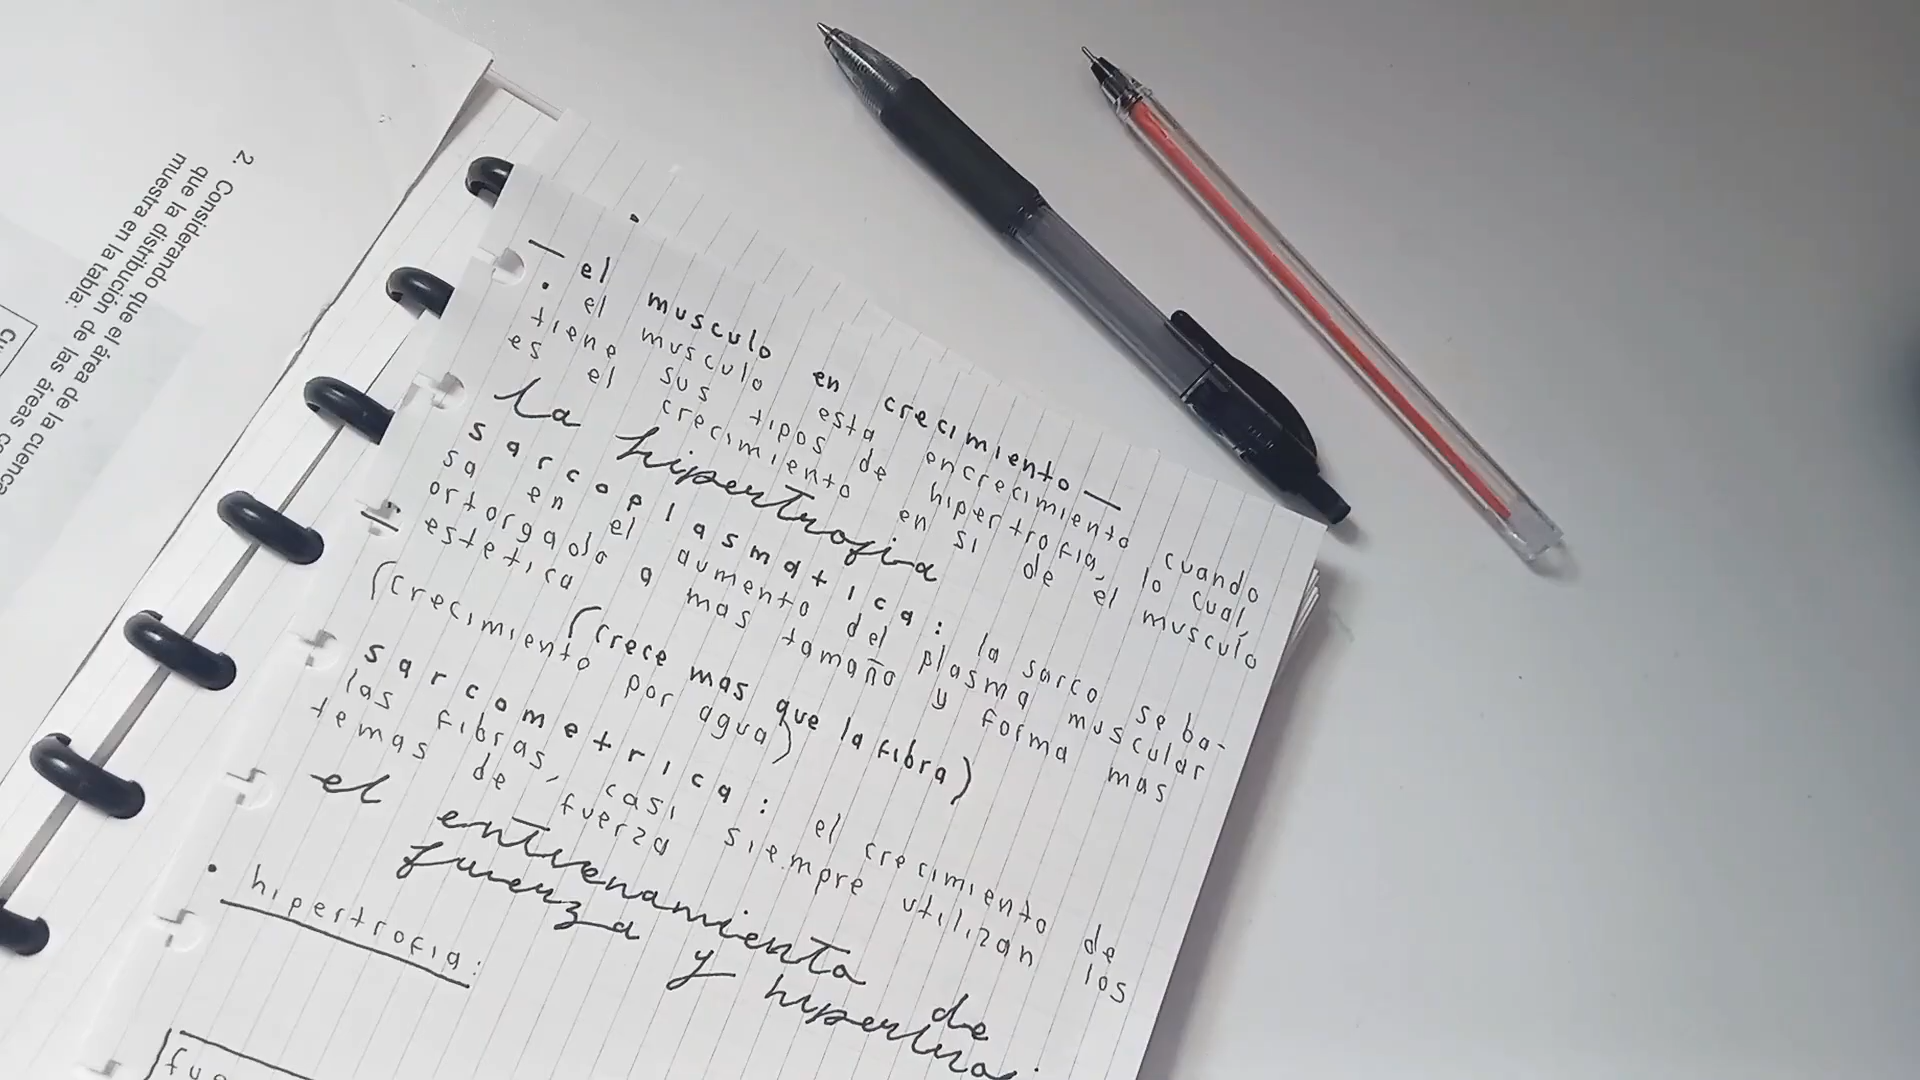 2. Considerando que el área de la cuenca
que la distribución de las áreas
muestra en la tabla:
— el musculo en crecimiento —
• el musculo esta encrecimiento cuando
tiene sus tipos de hipertrofia, lo cual,
es el crecimiento en si de el musculo
la hipertrofia
sarcoplasmatica: la sarco se ba-
sa en el aumento del plasma muscular
ortorgado a mas tamaño y forma mas
estetica (crece mas que la fibra)
(crecimiento por agua)
sarcometrica: el crecimiento de
las fibras, casi siempre utilizan los
temas de fuerza
el entrenamiento de
fuerza y
• hipertrofia: